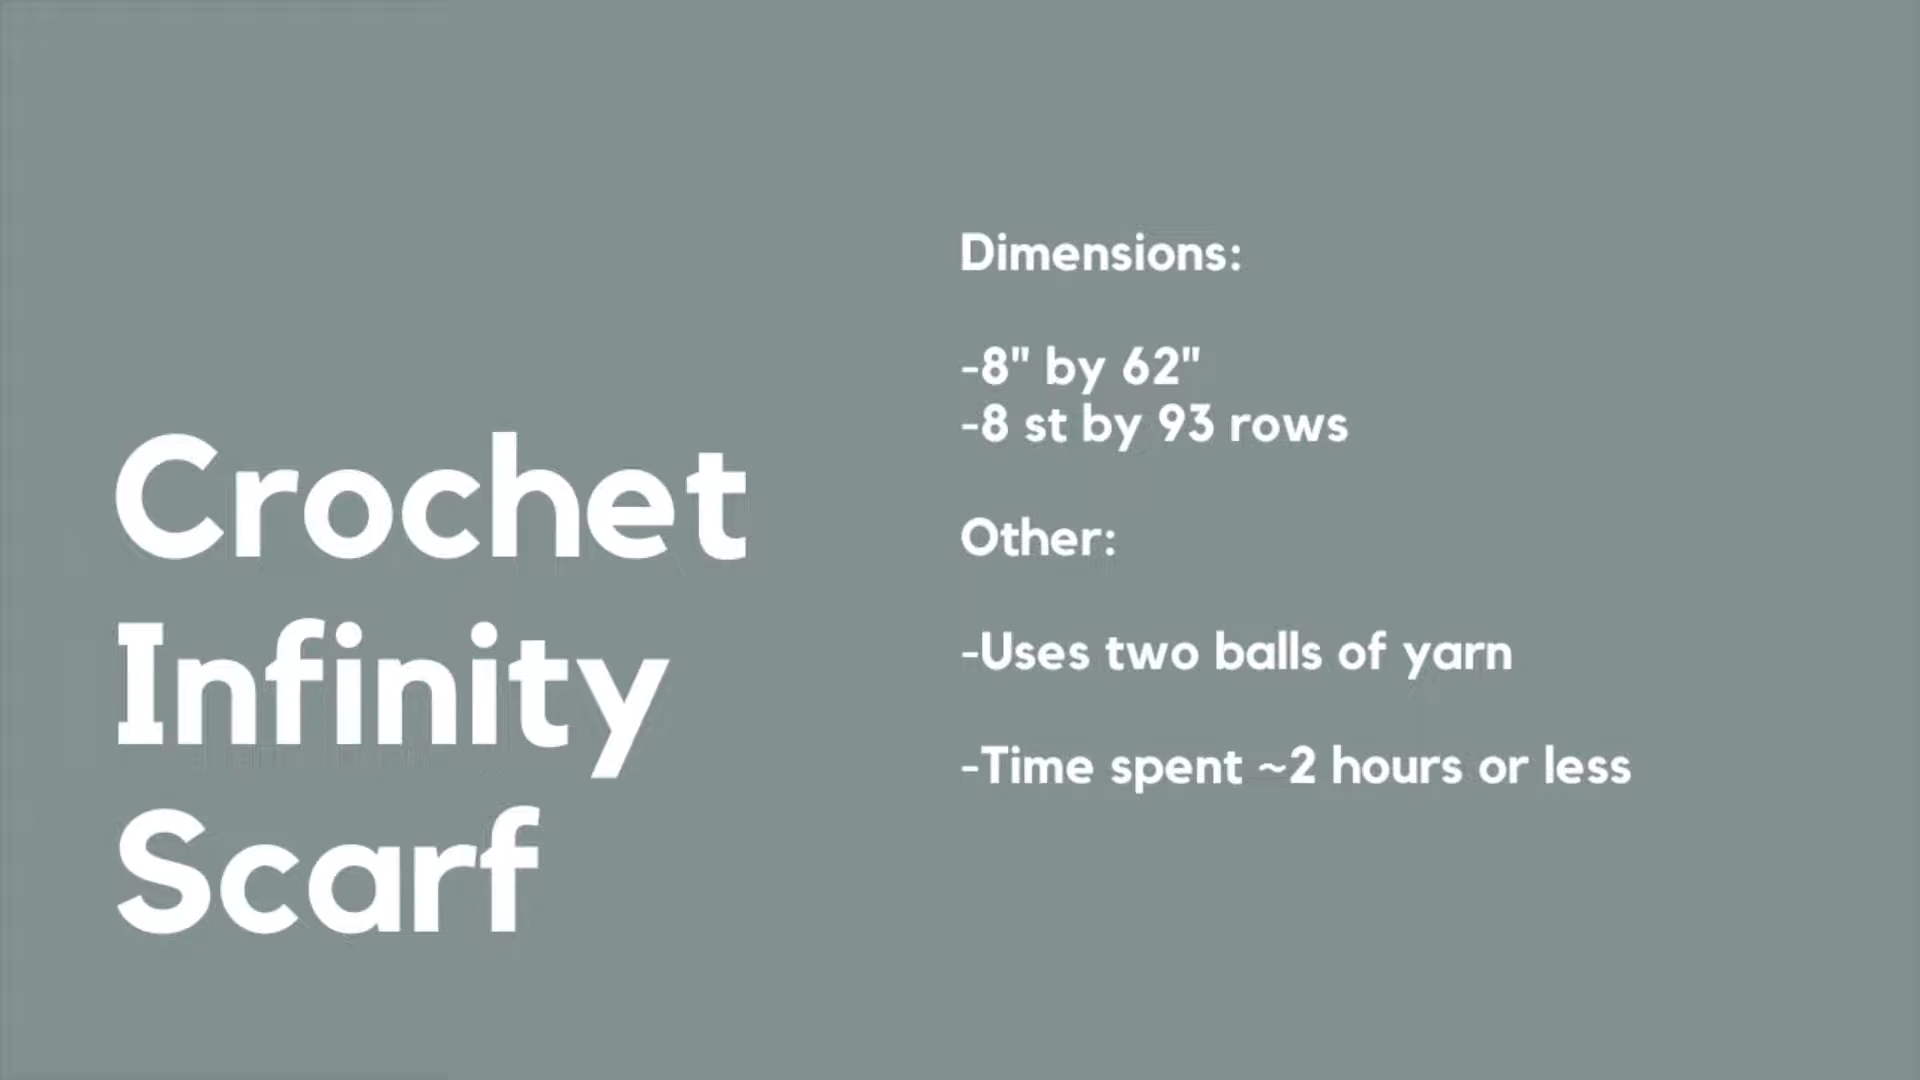 Crochet
Infinity
Scarf
Dimensions:
-8" by 62"
-8 st by 93 rows
Other:
-Uses two balls of yarn
-Time spent ~2 hours or less